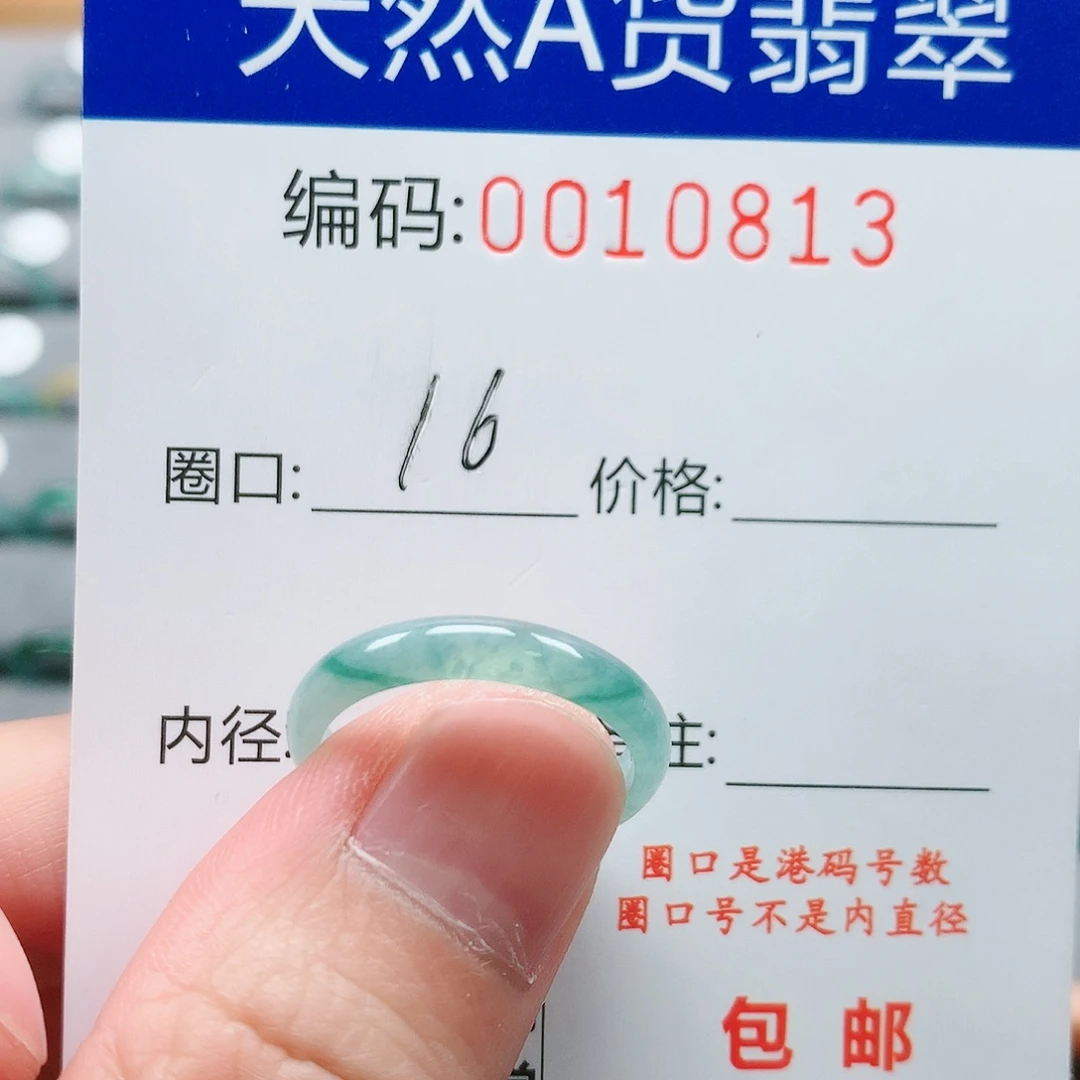 天然A货翡翠
编码:0010813
圈口: 16 价格:
内径: 注:
圈口是港码号数
圈口号不是内直径
包邮